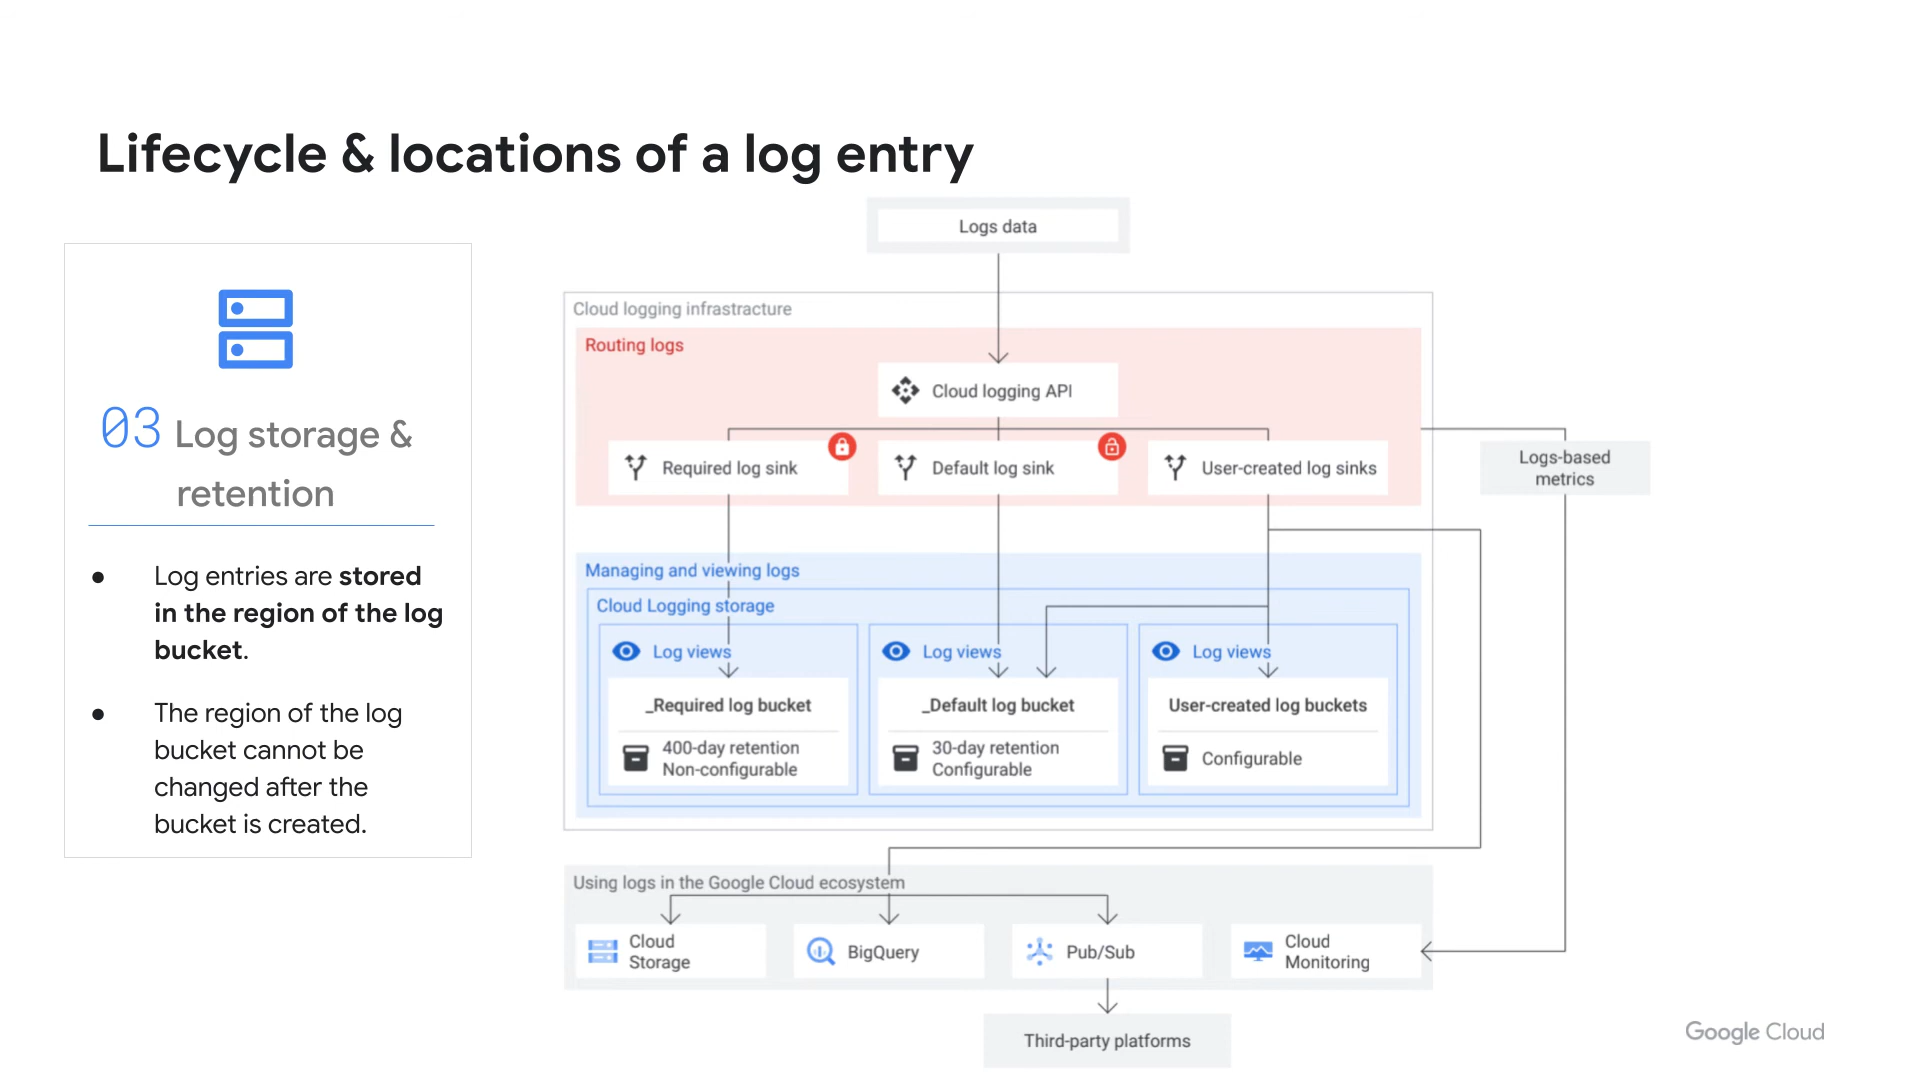 Lifecycle & locations of a log entry
03 Log storage &
retention
● Log entries are stored
in the region of the log
bucket.
● The region of the log
bucket cannot be
changed after the
bucket is created.
Logs data
Cloud logging infrastracture
Routing logs
Cloud logging API
Required log sink
Default log sink
User-created log sinks
Logs-based
metrics
Managing and viewing logs
Cloud Logging storage
Log views
_Required log bucket
400-day retention
Non-configurable
Log views
_Default log bucket
30-day retention
Configurable
Log views
User-created log buckets
Configurable
Using logs in the Google Cloud ecosystem
Cloud
Storage
BigQuery
Pub/Sub
Cloud
Monitoring
Third-party platforms
Google Cloud